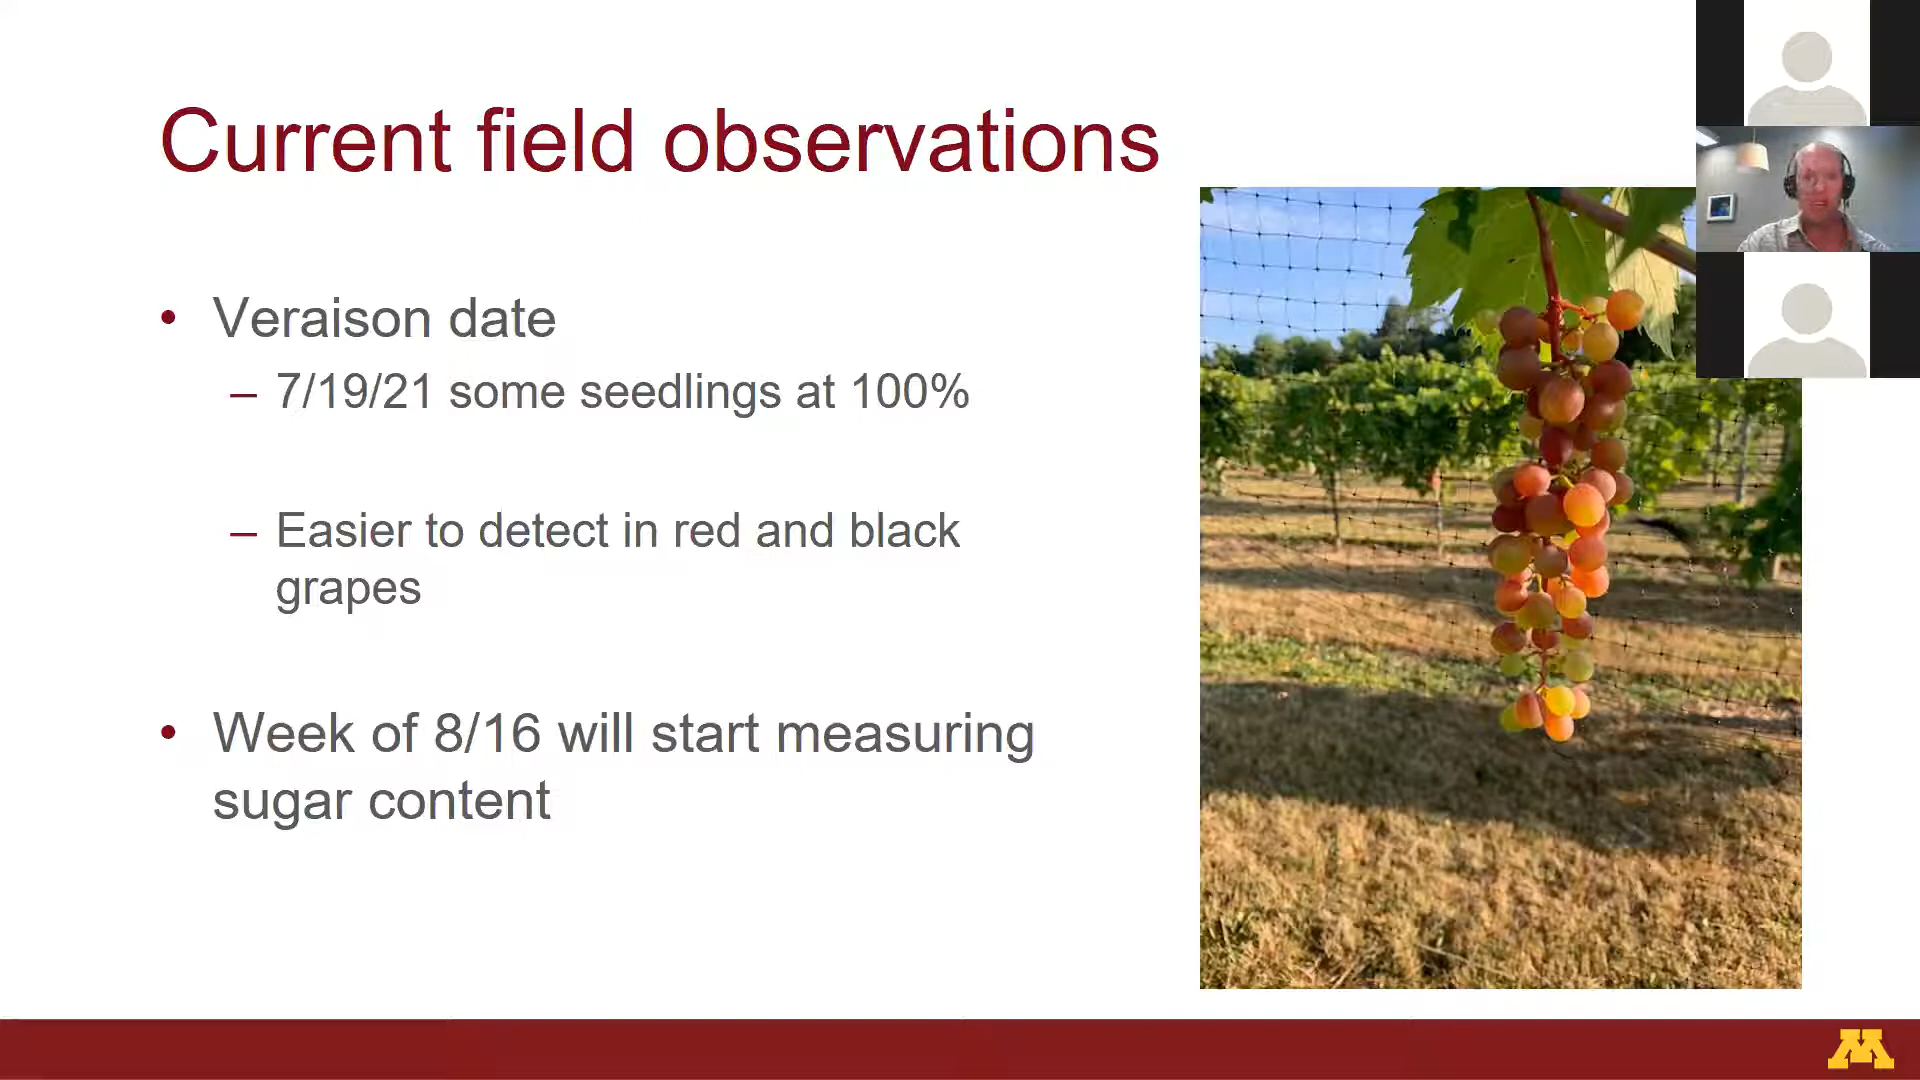 Current field observations
• Veraison date
– 7/19/21 some seedlings at 100%
– Easier to detect in red and black
grapes
• Week of 8/16 will start measuring
sugar content
M